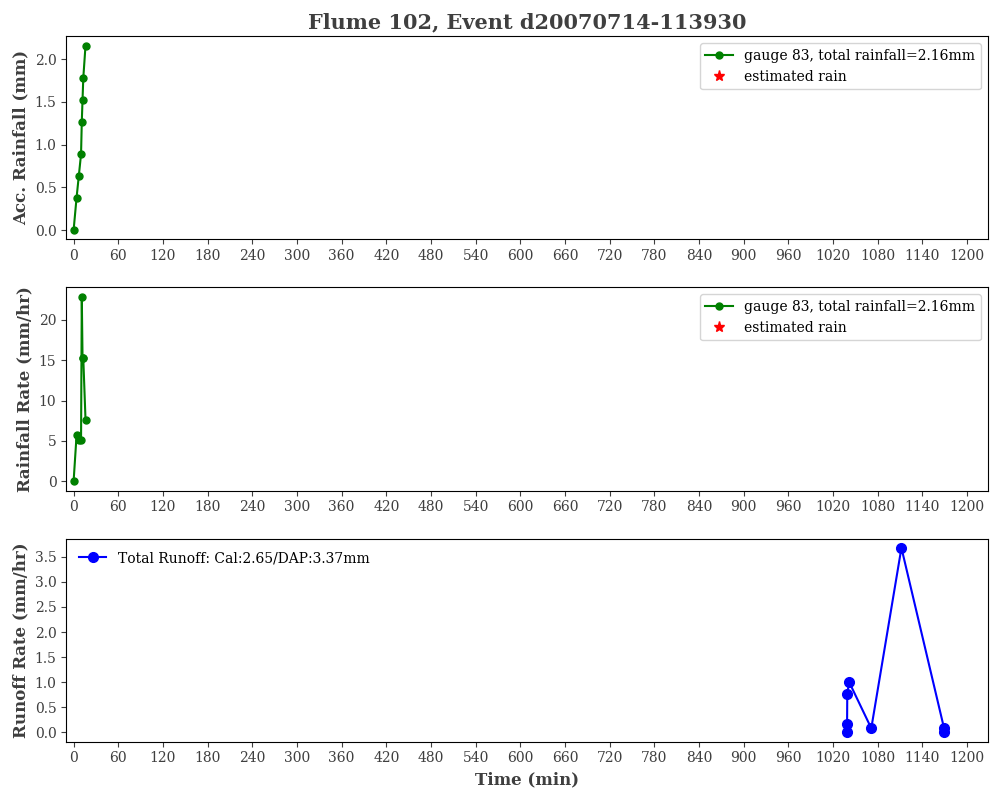 Flume 102, Event d20070714-113930
Acc. Rainfall (mm)
2.0
1.5
1.0
0.5
0.0
gauge 83, total rainfall=2.16mm
estimated rain
0 60 120 180 240 300 360 420 480 540 600 660 720 780 840 900 960 1020 1080 1140 1200
Rainfall Rate (mm/hr)
20
15
10
5
0
gauge 83, total rainfall=2.16mm
estimated rain
0 60 120 180 240 300 360 420 480 540 600 660 720 780 840 900 960 1020 1080 1140 1200
Runoff Rate (mm/hr)
3.5
3.0
2.5
2.0
1.5
1.0
0.5
0.0
Total Runoff: Cal:2.65/DAP:3.37mm
0 60 120 180 240 300 360 420 480 540 600 660 720 780 840 900 960 1020 1080 1140 1200
Time (min)